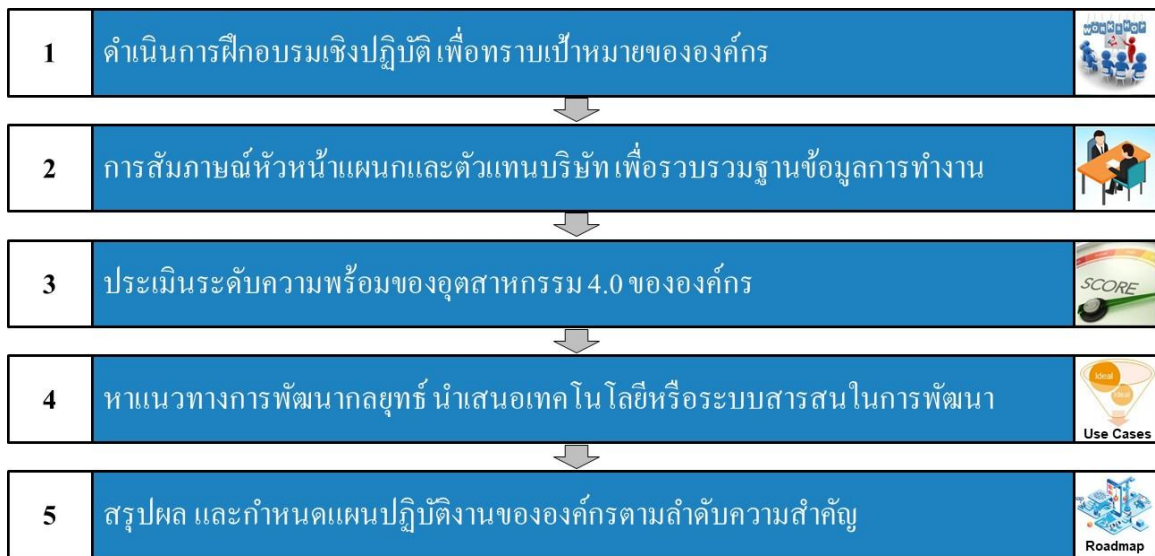 1
ดำเนินการฝึกอบรมเชิงปฏิบัติ เพื่อทราบเป้าหมายขององค์กร
WORKSHOP
2
การสัมภาษณ์หัวหน้าแผนกและตัวแทนบริษัท เพื่อรวบรวมฐานข้อมูลการทำงาน
3
ประเมินระดับความพร้อมของอุตสาหกรรม 4.0 ขององค์กร
SCORE
4
หาแนวทางการพัฒนากลยุทธ์ นำเสนอเทคโนโลยีหรือระบบสารสนในการพัฒนา
Ideal
Ideal
Use Cases
5
สรุปผล และกำหนดแผนปฏิบัติงานขององค์กรตามลำดับความสำคัญ
Roadmap